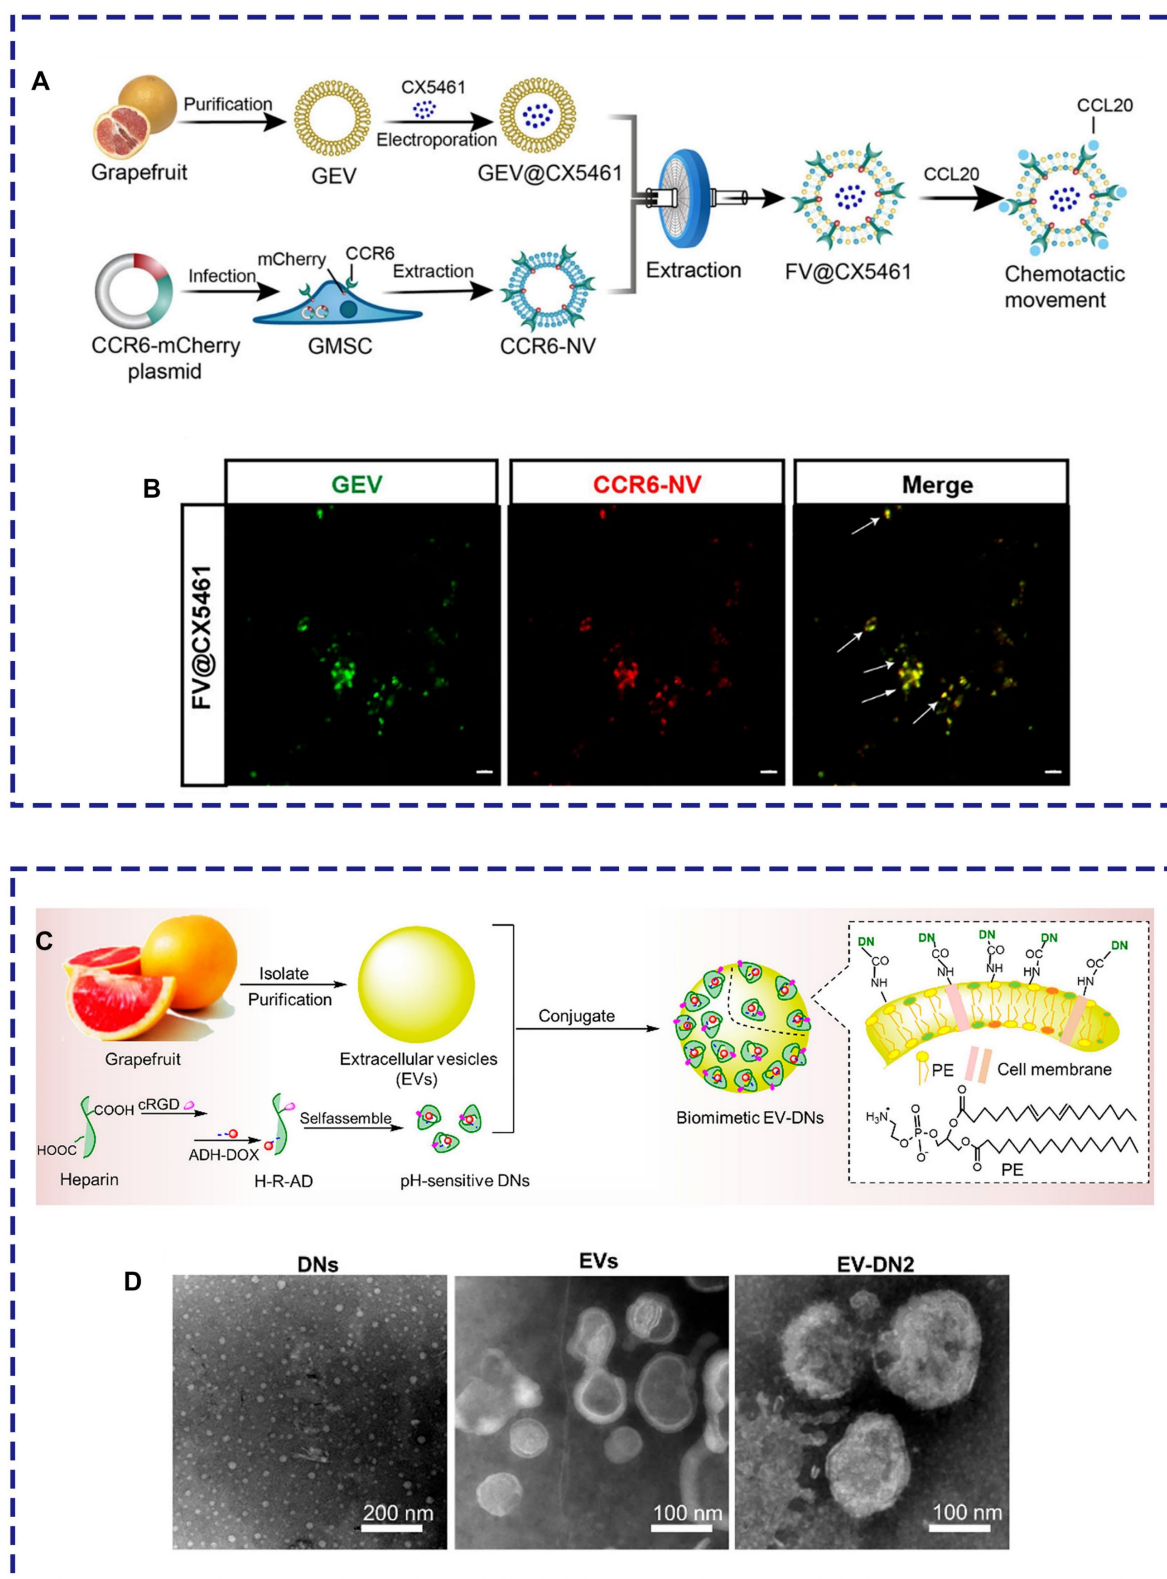 A
Grapefruit
Purification
GEV
CX5461
Electroporation
GEV@CX5461
CCR6-mCherry
plasmid
Infection
mCherry
CCR6
GMSC
Extraction
CCR6-NV
Extraction
FV@CX5461
CCL20
CCL20
Chemotactic
movement
B
GEV
CCR6-NV
Merge
FV@CX5461
C
Grapefruit
Isolate
Purification
Extracellular vesicles
(EVs)
Conjugate
Biomimetic EV-DNs
COOH
HOOC
Heparin
cRGD
ADH-DOX
H-R-AD
Selfassemble
pH-sensitive DNs
DN DN DN DN DN
CO OC CO OC OC
NH NH NH HN HN
PE
Cell membrane
H₃N⁺
O
O
P
O⁻
O
O
O
O
O
PE
D
DNs
EVs
EV-DN2
200 nm
100 nm
100 nm